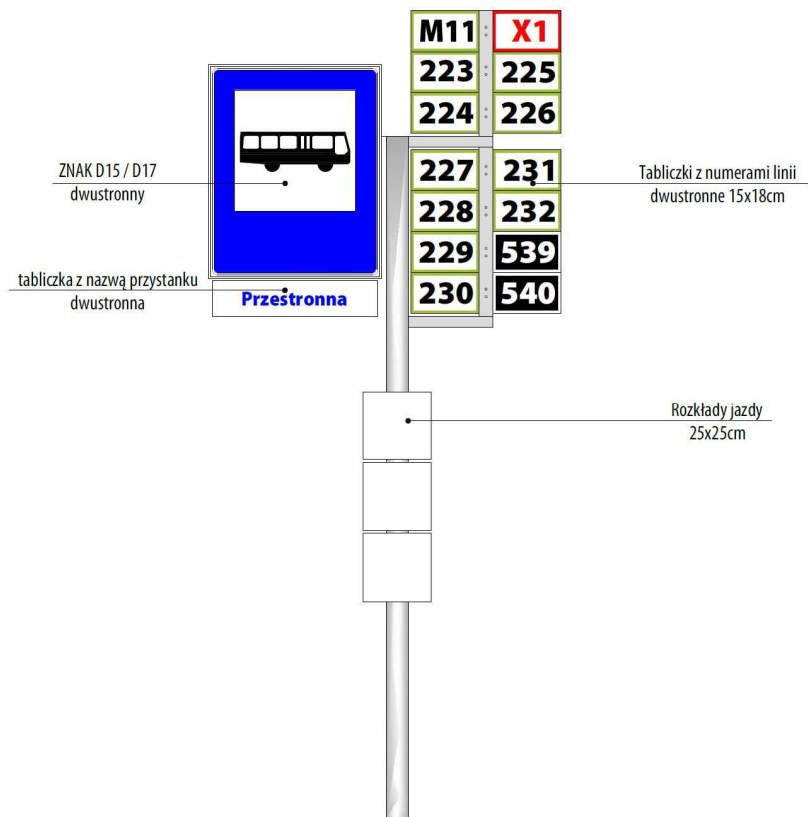 M11 X1
223 225
224 226
ZNAK D15 / D17
dwustronny
227 231
228 232
229 539
230 540
Tabliczki z numerami linii
dwustronne 15x18cm
tabliczka z nazwą przystanku
dwustronna
Przestronna
Rozkłady jazdy
25x25cm